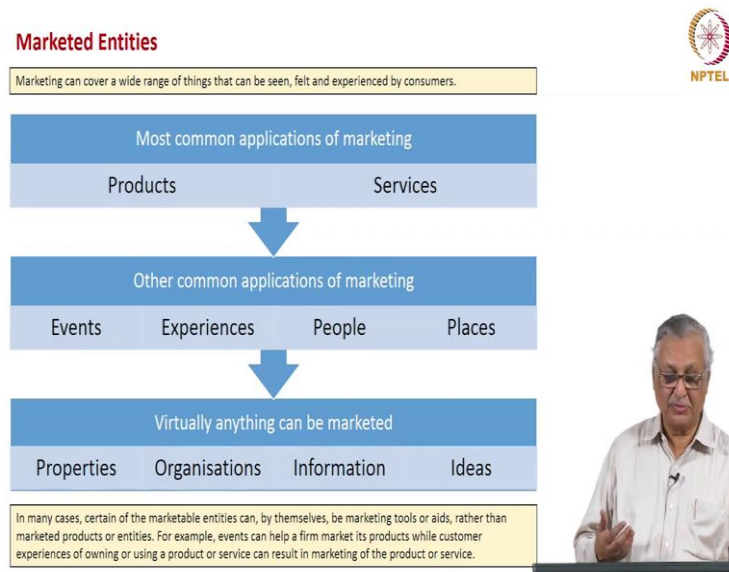 Marketed Entities
NPTEL
Marketing can cover a wide range of things that can be seen, felt and experienced by consumers.
Most common applications of marketing
Products Services
Other common applications of marketing
Events Experiences People Places
Virtually anything can be marketed
Properties Organisations Information Ideas
In many cases, certain of the marketable entities can, by themselves, be marketing tools or aids, rather than
marketed products or entities. For example, events can help a firm market its products while customer
experiences of owning or using a product or service can result in marketing of the product or service.